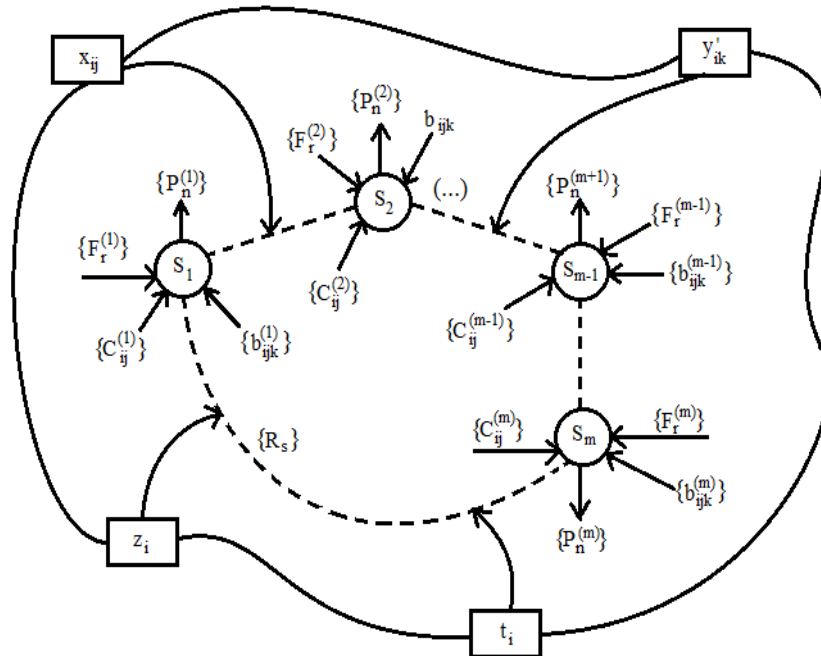 x_ij
y'_ik
{P_n^(2)}
{F_r^(2)}
b_ijk
{P_n^(1)}
S_2
(...)
{P_n^(m+1)}
{F_r^(m-1)}
{F_r^(1)}
S_1
S_m-1
{b_ijk^(m-1)}
{C_ij^(2)}
{C_ij^(1)}
{b_ijk^(1)}
{C_ij^(m-1)}
{C_ij^(m)}
{F_r^(m)}
{R_s}
S_m
{b_ijk^(m)}
{P_n^(m)}
z_i
t_i